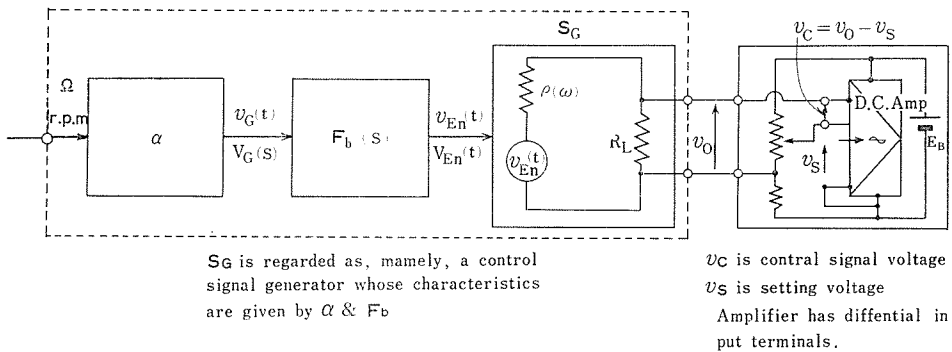 S_G
v_C = v_O − v_S
Ω
r.p.m
α
v_G(t)
V_G(S)
F_b (S)
v_En(t)
V_En(t)
ρ(ω)
v_En(t)
R_L
v_O
v_S
D.C.Amp
E_B
S_G is regarded as, mamely, a control
signal generator whose characteristics
are given by α & F_b
v_C is contral signal voltage
v_S is setting voltage
Amplifier has diffential in
put terminals.